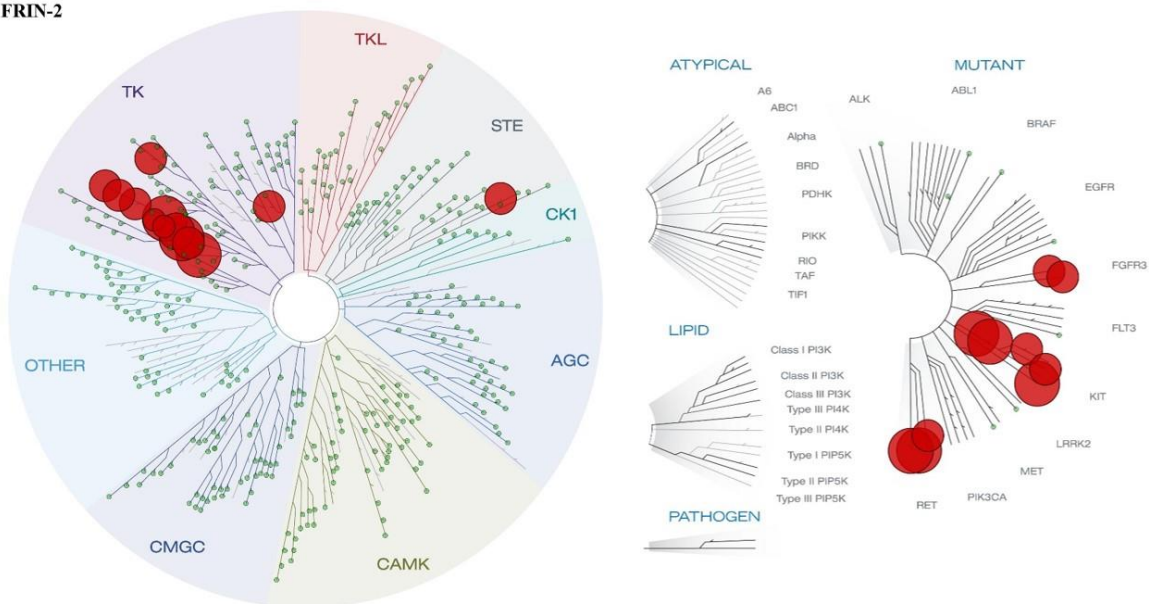 FRIN-2
TKL
TK
STE
CK1
AGC
OTHER
CMGC
CAMK
ATYPICAL
A6
ABC1
Alpha
BRD
PDHK
PIKK
RIO
TAF
TIF1
LIPID
Class I PI3K
Class II PI3K
Class III PI3K
Type III PI4K
Type II PI4K
Type I PIP5K
Type II PIP5K
Type III PIP5K
PATHOGEN
MUTANT
ALK
ABL1
BRAF
EGFR
FGFR3
FLT3
KIT
LRRK2
MET
PIK3CA
RET